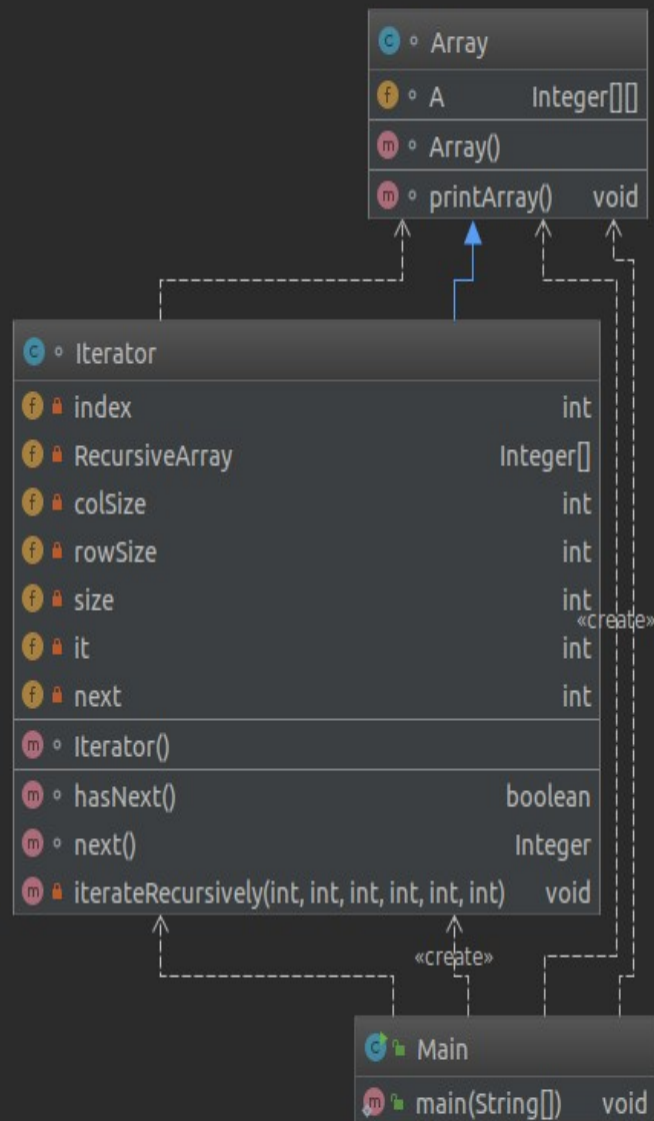 Array
A Integer[][]
Array()
printArray() void
Iterator
index int
RecursiveArray Integer[]
colSize int
rowSize int
size int
«create»
it int
next int
Iterator()
hasNext() boolean
next() Integer
iterateRecursively(int, int, int, int, int, int) void
«create»
Main
main(String[]) void